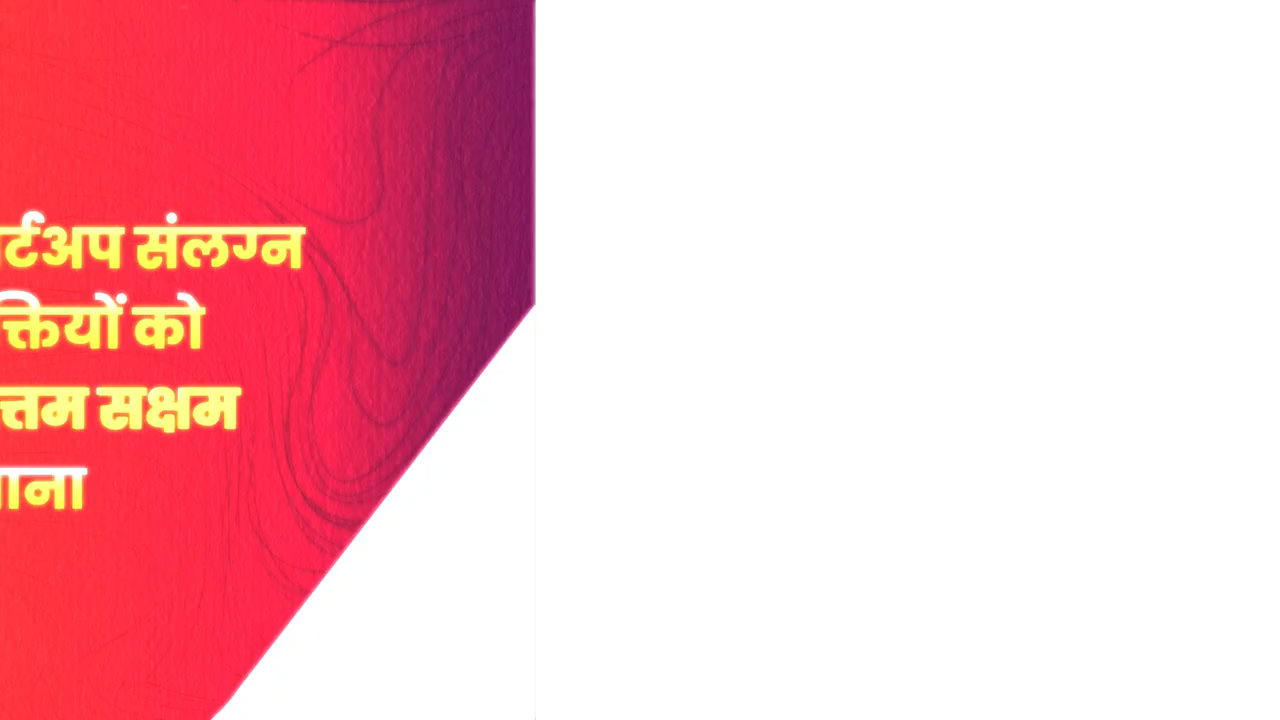 र्टअप संलग्न
क्तियों को
त्तम सक्षम
ाना